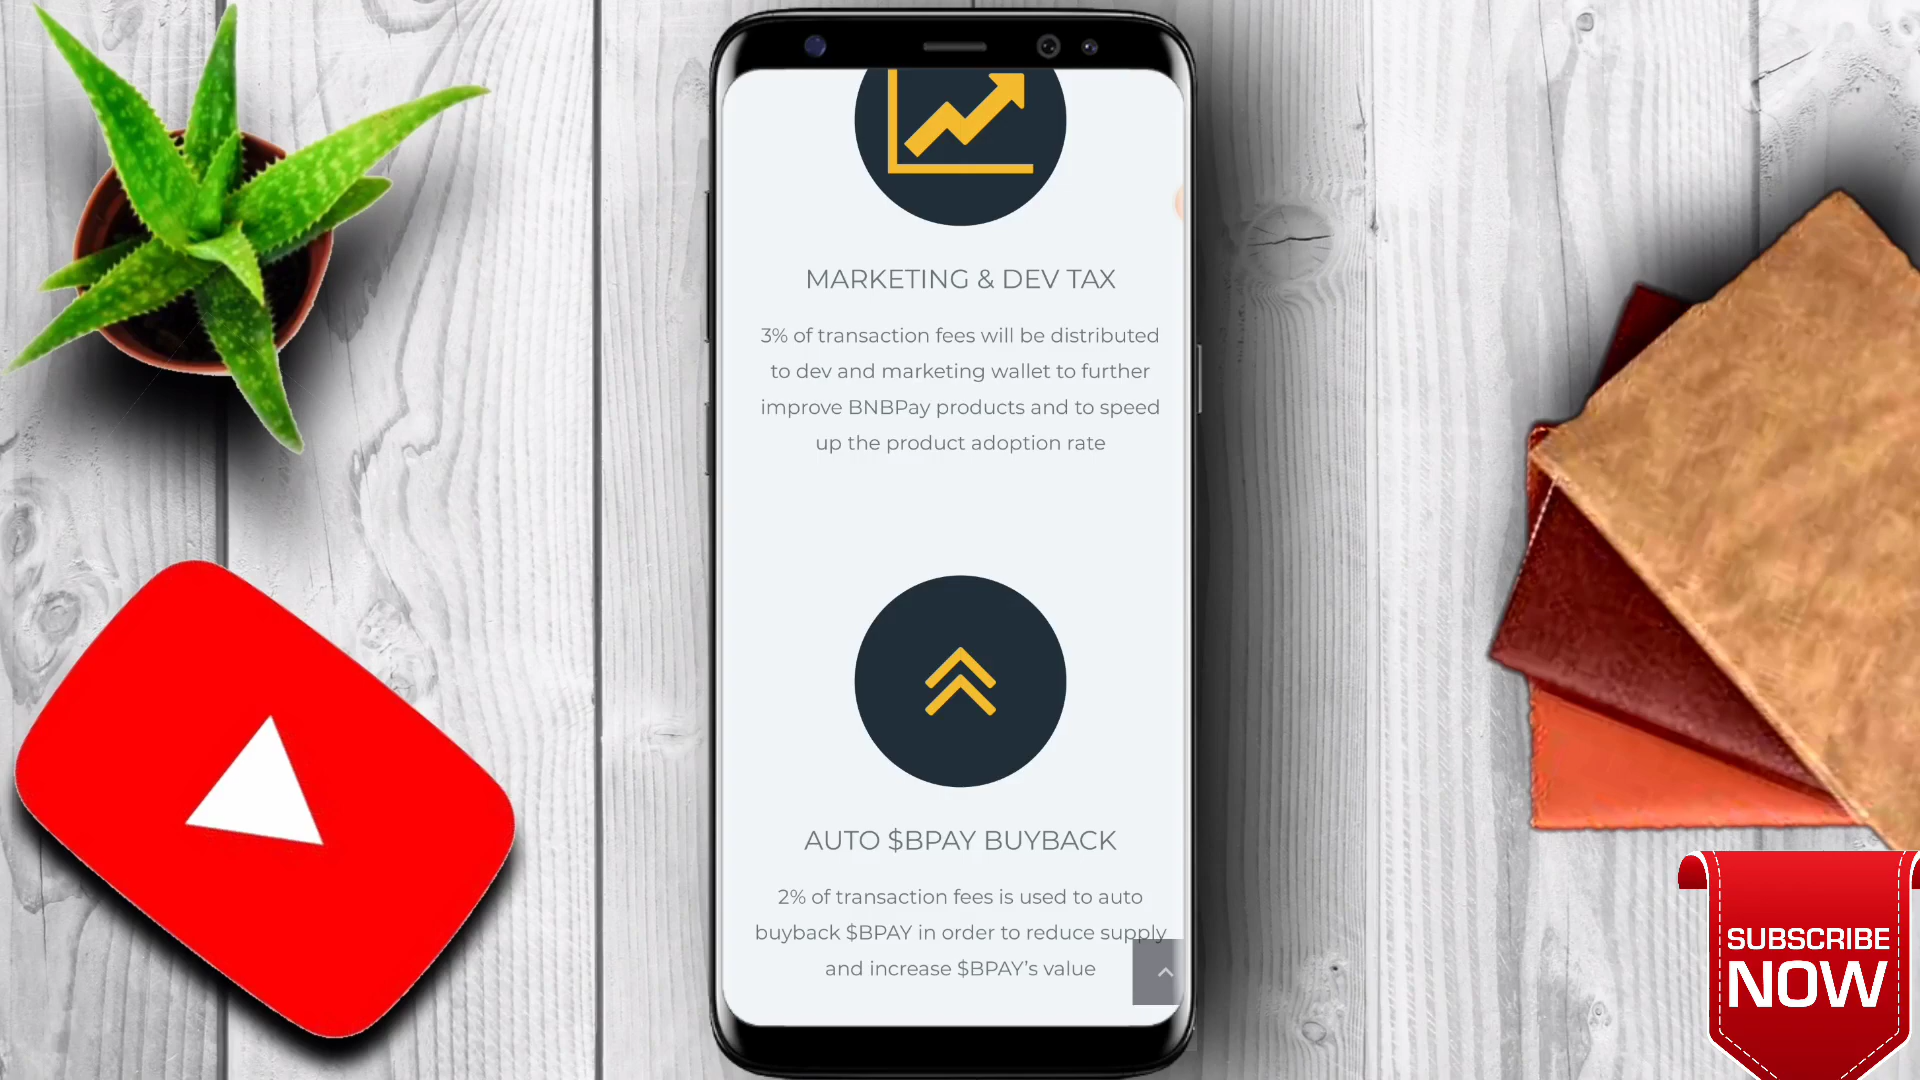 MARKETING & DEV TAX
3% of transaction fees will be distributed
to dev and marketing wallet to further
improve BNBPay products and to speed
up the product adoption rate
AUTO $BPAY BUYBACK
2% of transaction fees is used to auto
buyback $BPAY in order to reduce supply
and increase $BPAY’s value
SUBSCRIBE
NOW